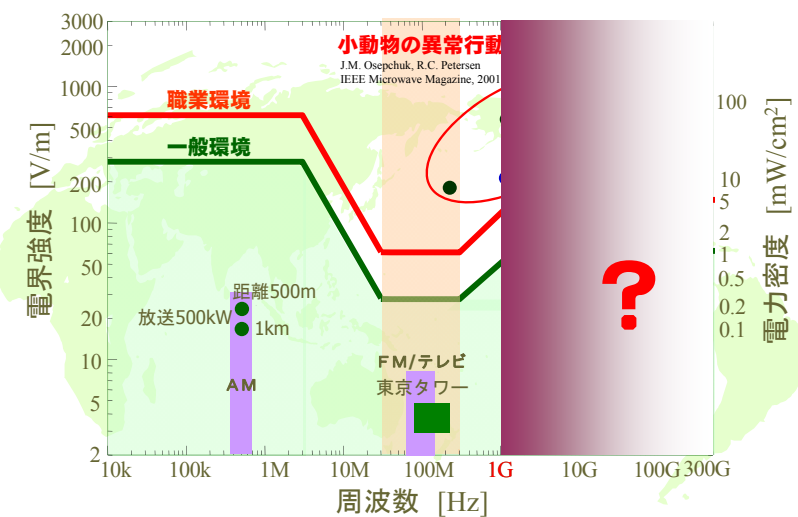 3000
2000
1000
500
200
100
50
20
10
5
2
電界強度 [V/m]
小動物の異常行動
J.M. Osepchuk, R.C. Petersen
IEEE Microwave Magazine, 2001
職業環境
一般環境
距離500m
放送500kW
1km
AM
FM/テレビ
東京タワー
?
100
10
5
2
1
0.5
0.2
0.1
電力密度 [mW/cm²]
10k 100k 1M 10M 100M 1G 10G 100G 300G
周波数 [Hz]